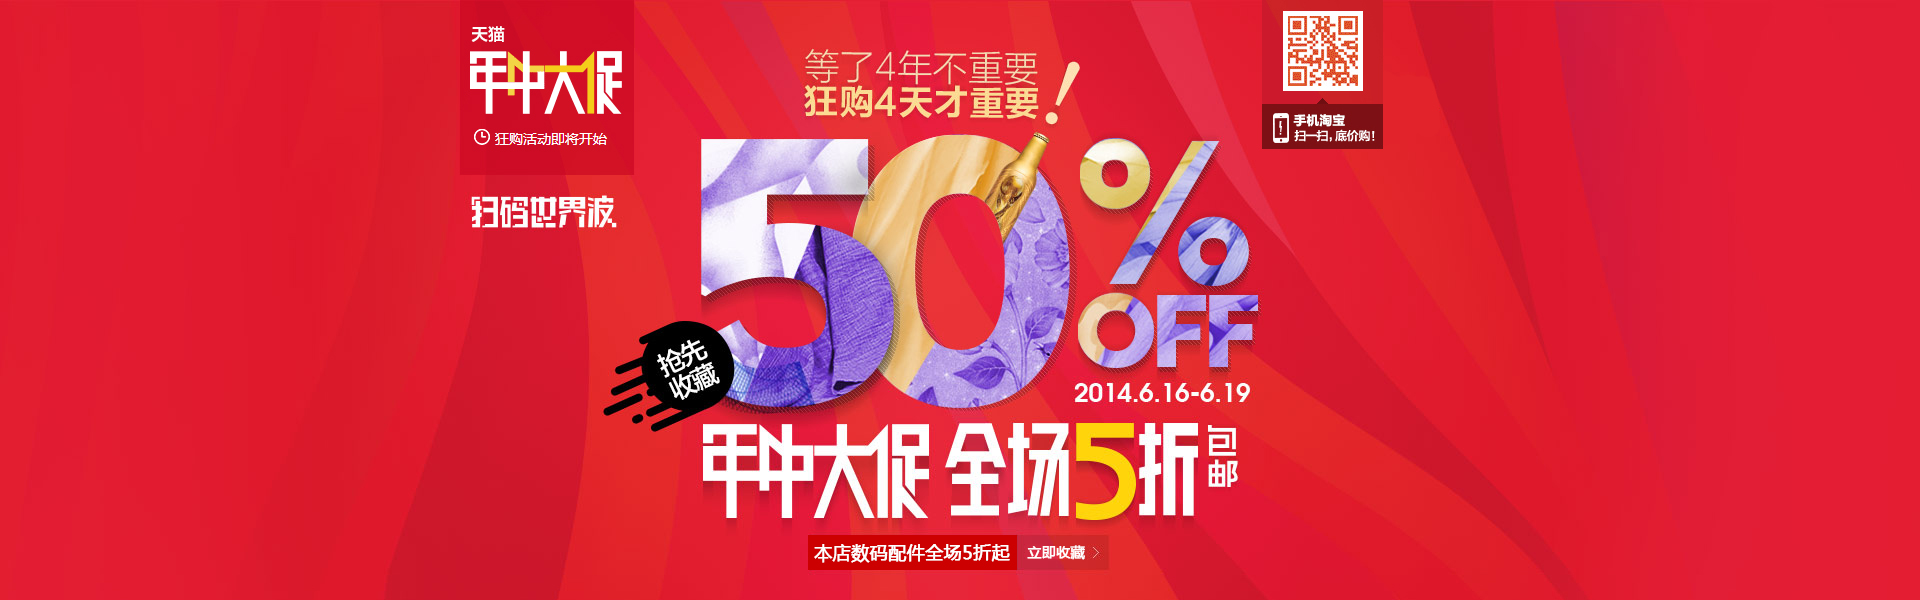 天猫
年中大促
狂购活动即将开始
扫码世界波
等了4年不重要
狂购4天才重要!
手机淘宝
扫一扫,底价购!
50%
OFF
2014.6.16-6.19
抢先
收藏
年中大促 全场5折 包邮
本店数码配件全场5折起 立即收藏 >